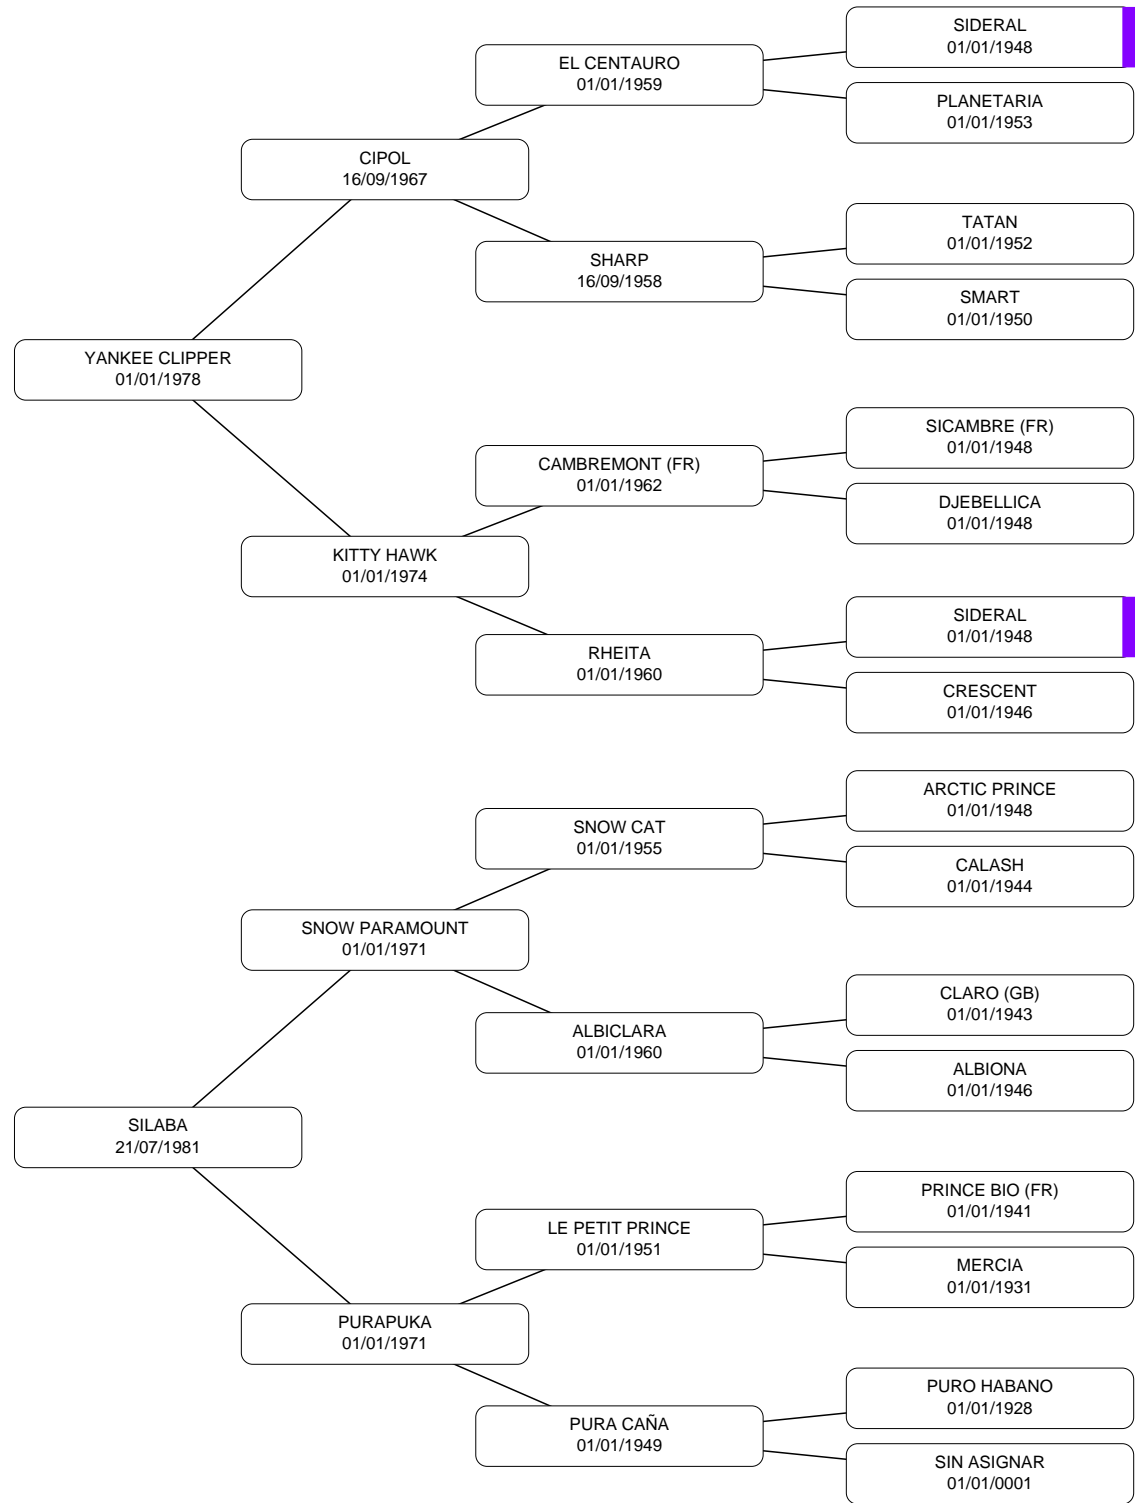 SIDERAL
01/01/1948
EL CENTAURO
01/01/1959
PLANETARIA
01/01/1953
CIPOL
16/09/1967
TATAN
01/01/1952
SHARP
16/09/1958
SMART
01/01/1950
YANKEE CLIPPER
01/01/1978
SICAMBRE (FR)
01/01/1948
CAMBREMONT (FR)
01/01/1962
DJEBELLICA
01/01/1948
KITTY HAWK
01/01/1974
SIDERAL
01/01/1948
RHEITA
01/01/1960
CRESCENT
01/01/1946
ARCTIC PRINCE
01/01/1948
SNOW CAT
01/01/1955
CALASH
01/01/1944
SNOW PARAMOUNT
01/01/1971
CLARO (GB)
01/01/1943
ALBICLARA
01/01/1960
ALBIONA
01/01/1946
SILABA
21/07/1981
PRINCE BIO (FR)
01/01/1941
LE PETIT PRINCE
01/01/1951
MERCIA
01/01/1931
PURAPUKA
01/01/1971
PURO HABANO
01/01/1928
PURA CAÑA
01/01/1949
SIN ASIGNAR
01/01/0001